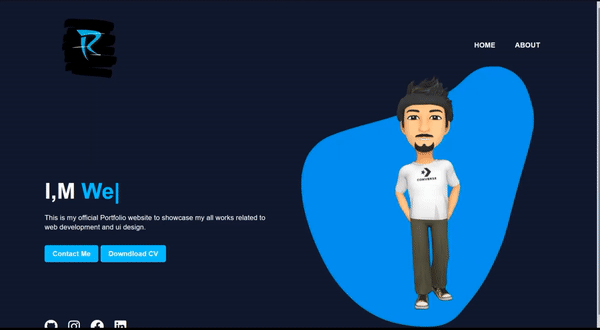 R
HOME ABOUT
I,M We|
This is my official Portfolio website to showcase my all works related to
web development and ui design.
Contact Me Downdload CV
CONVERSE